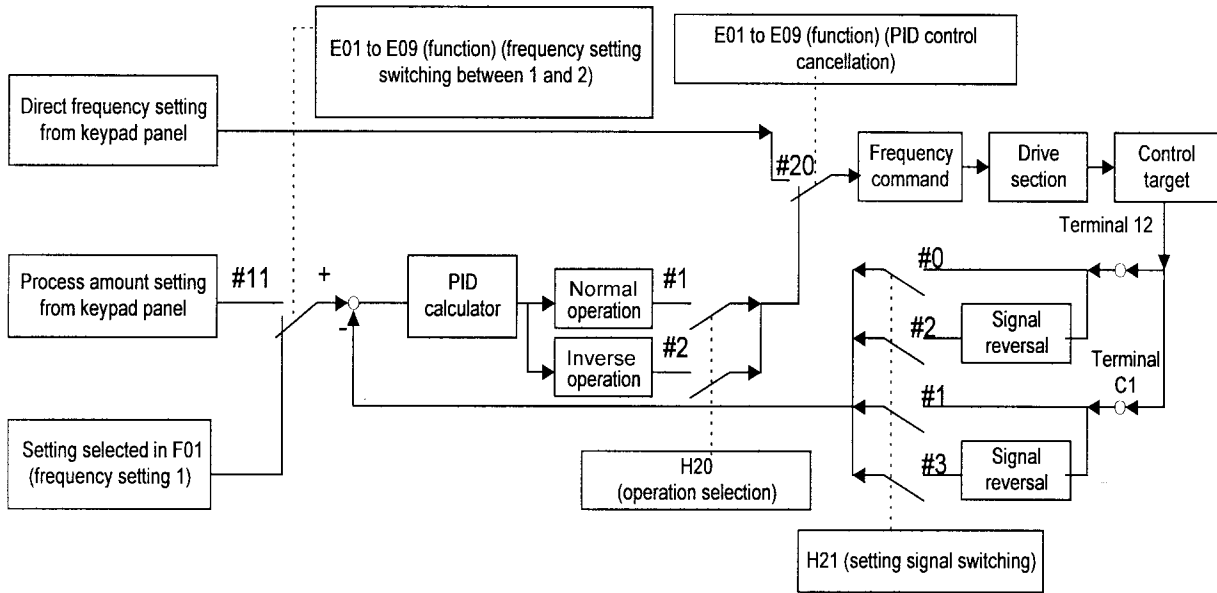 E01 to E09 (function) (frequency
setting
switching between 1 and 2)
E01 to E09 (function) (PID control
cancellation)
Direct frequency setting
from keypad panel
#20
Frequency
command
Drive
section
Control
target
Terminal 12
Process amount setting
from keypad panel
#11
+
-
PID
calculator
Normal
operation
#1
Inverse
operation
#2
#0
#2
Signal
reversal
Terminal
C1
#1
#3
Signal
reversal
Setting selected in F01
(frequency setting 1)
H20
(operation selection)
H21 (setting signal switching)